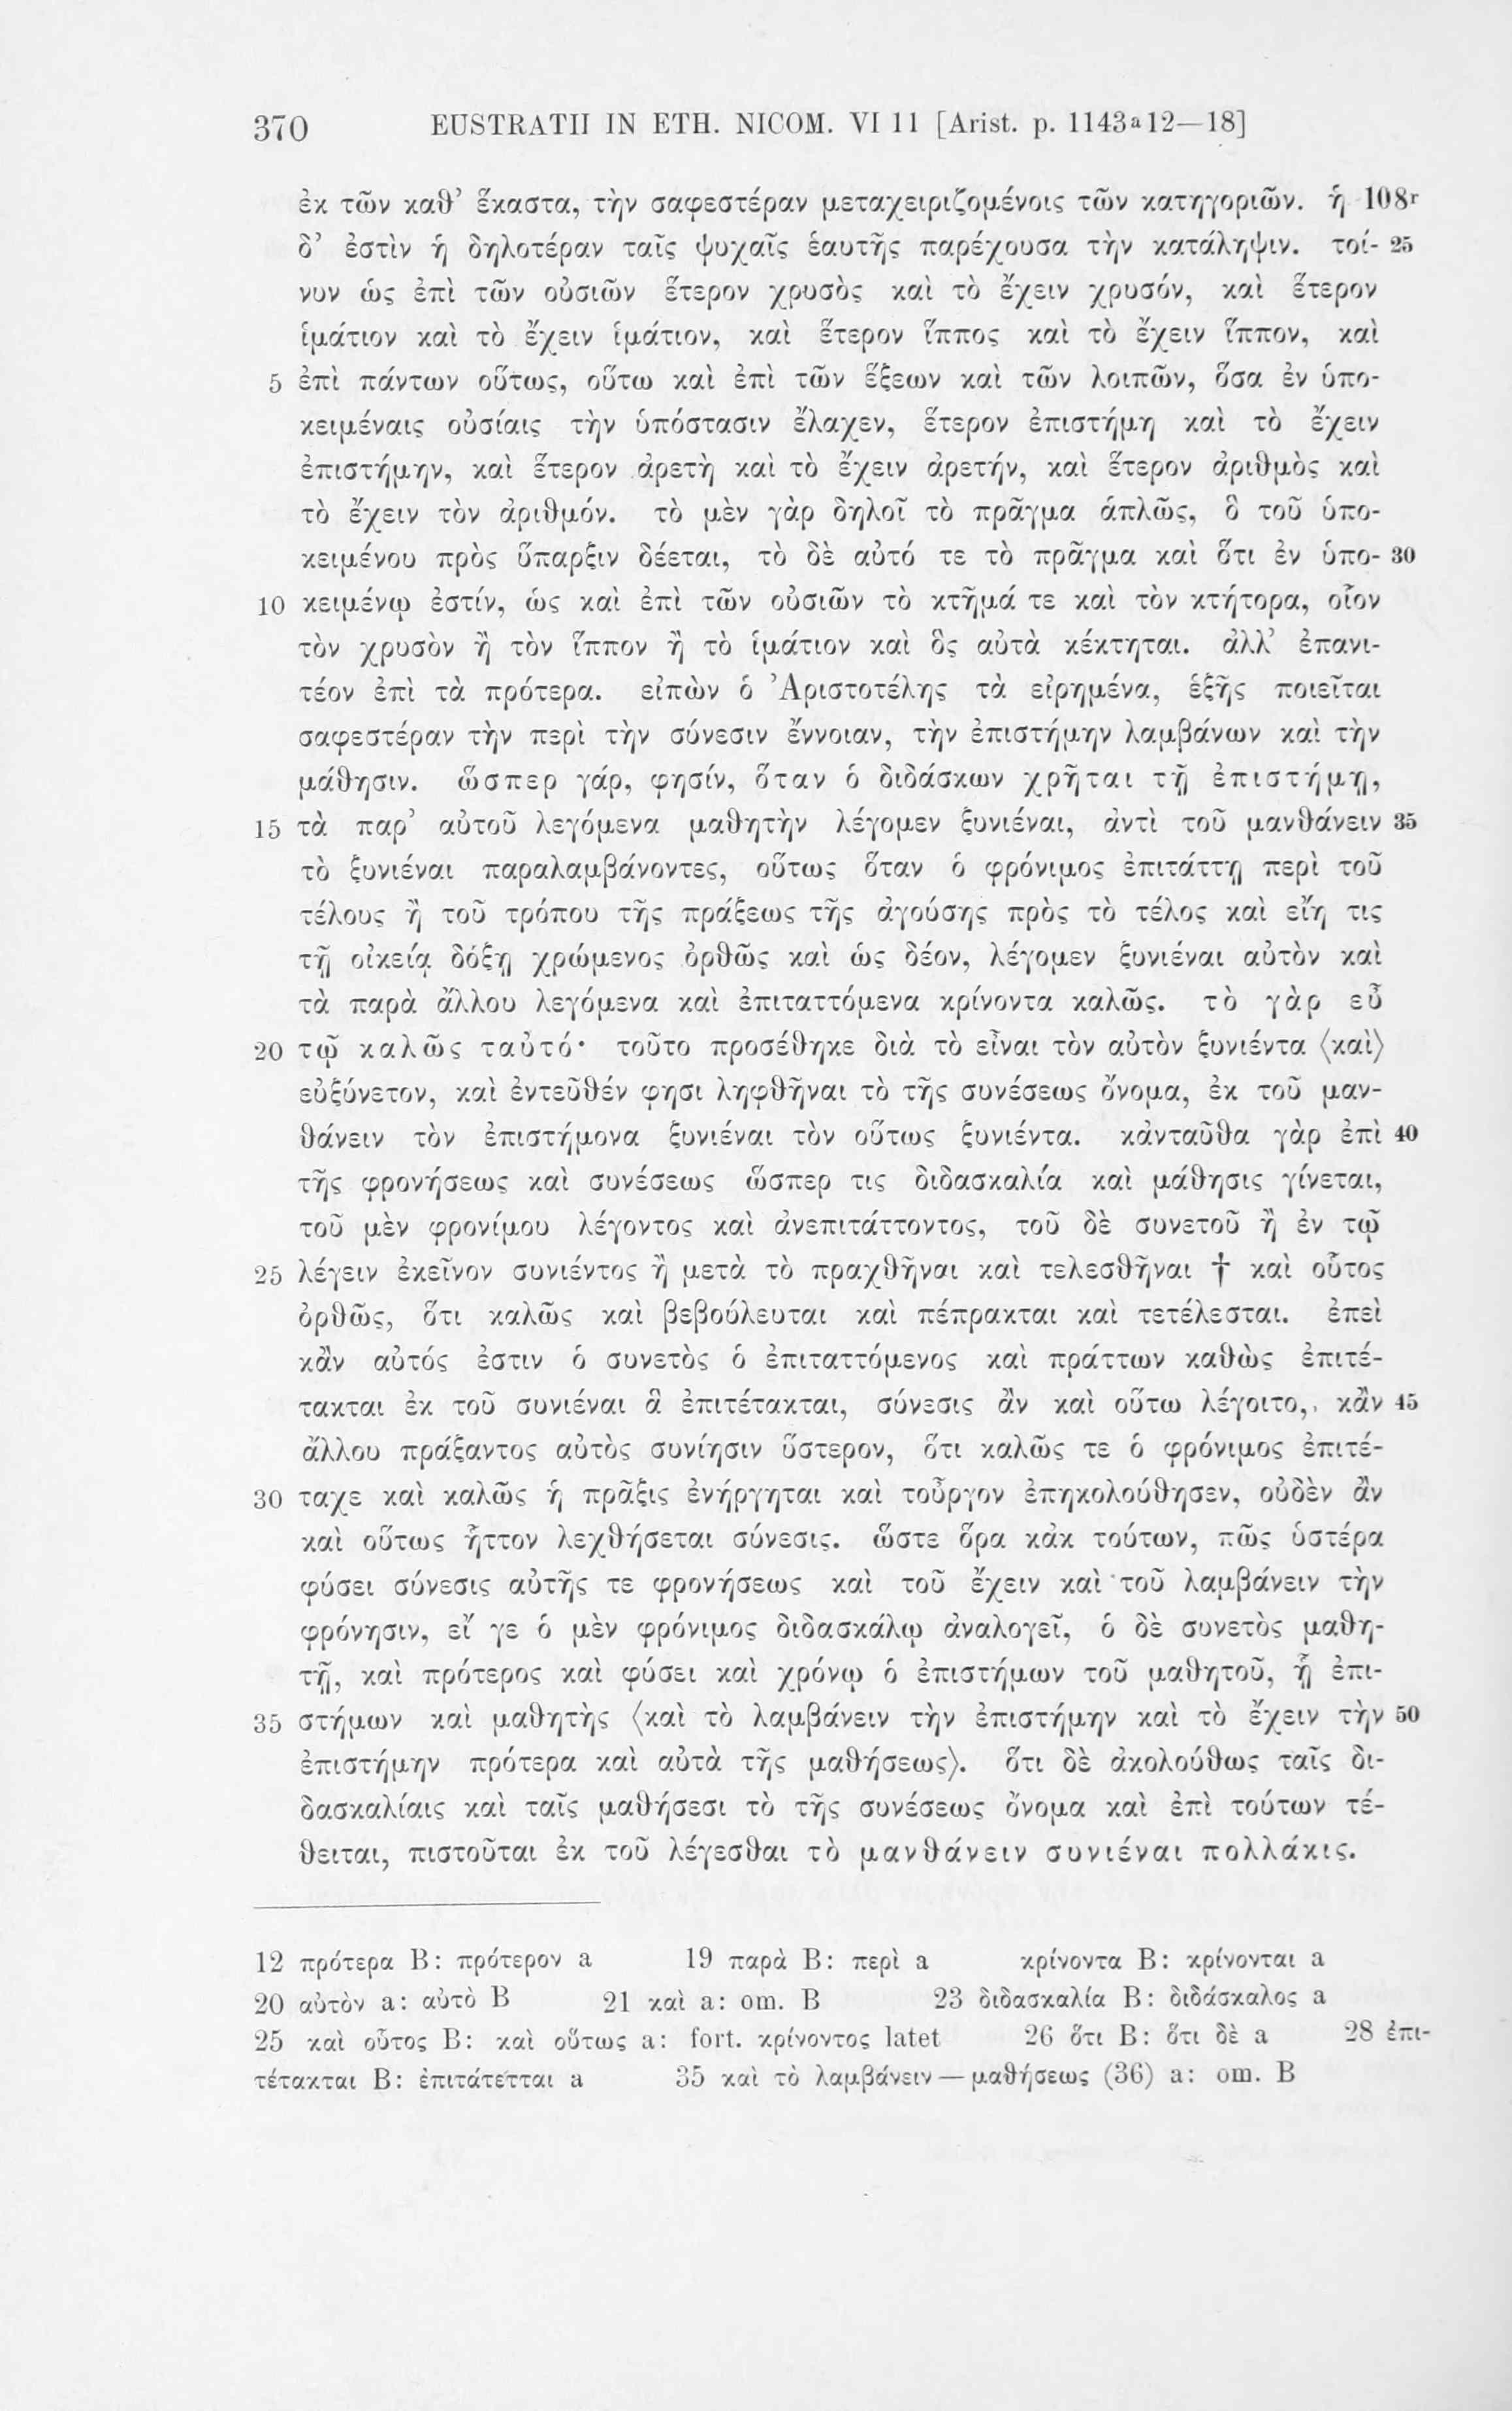 370 EUSTRATII IN ETH. NICOM. VI 11 [Arist. p. 1143a12—18]
ἐκ τῶν καθ’ ἕκαστα, τὴν σαφεστέραν μεταχειριζομένοις τῶν κατηγοριῶν. ἡ 108r
δ’ ἐστὶν ἡ δηλοτέραν ταῖς ψυχαῖς ἑαυτῆς παρέχουσα τὴν κατάληψιν. τοί- 25
νυν ὡς ἐπὶ τῶν οὐσιῶν ἕτερον χρυσὸς καὶ τὸ ἔχειν χρυσόν, καὶ ἕτερον
ἱμάτιον καὶ τὸ ἔχειν ἱμάτιον, καὶ ἕτερον ἵππος καὶ τὸ ἔχειν ἵππον, καὶ
5 ἐπὶ πάντων οὕτως, οὕτω καὶ ἐπὶ τῶν ἕξεων καὶ τῶν λοιπῶν, ὅσα ἐν ὑπο-
κειμέναις οὐσίαις τὴν ὑπόστασιν ἔλαχεν, ἕτερον ἐπιστήμη καὶ τὸ ἔχειν
ἐπιστήμην, καὶ ἕτερον ἀρετὴ καὶ τὸ ἔχειν ἀρετήν, καὶ ἕτερον ἀριθμὸς καὶ
τὸ ἔχειν τὸν ἀριθμόν. τὸ μὲν γὰρ δηλοῖ τὸ πρᾶγμα ἁπλῶς, ὃ τοῦ ὑπο-
κειμένου πρὸς ὕπαρξιν δέεται, τὸ δὲ αὐτό τε τὸ πρᾶγμα καὶ ὅτι ἐν ὑπο- 30
10 κειμένῳ ἐστίν, ὡς καὶ ἐπὶ τῶν οὐσιῶν τὸ κτῆμά τε καὶ τὸν κτήτορα, οἷον
τὸν χρυσὸν ἢ τὸν ἵππον ἢ τὸ ἱμάτιον καὶ ὃς αὐτὰ κέκτηται. ἀλλ’ ἐπανι-
τέον ἐπὶ τὰ πρότερα. εἰπὼν ὁ Ἀριστοτέλης τὰ εἰρημένα, ἑξῆς ποιεῖται
σαφεστέραν τὴν περὶ τὴν σύνεσιν ἔννοιαν, τὴν ἐπιστήμην λαμβάνων καὶ τὴν
μάθησιν. ὥσπερ γάρ, φησίν, ὅταν ὁ διδάσκων χρῆται τῇ ἐπιστήμῃ,
15 τὰ παρ’ αὐτοῦ λεγόμενα μαθητὴν λέγομεν ξυνιέναι, ἀντὶ τοῦ μανθάνειν 35
τὸ ξυνιέναι παραλαμβάνοντες, οὕτως ὅταν ὁ φρόνιμος ἐπιτάττῃ περὶ τοῦ
τέλους ἢ τοῦ τρόπου τῆς πράξεως τῆς ἀγούσης πρὸς τὸ τέλος καὶ εἴη τις
τῇ οἰκείᾳ δόξῃ χρώμενος ὀρθῶς καὶ ὡς δέον, λέγομεν ξυνιέναι αὐτὸν καὶ
τὰ παρὰ ἄλλου λεγόμενα καὶ ἐπιταττόμενα κρίνοντα καλῶς. τὸ γὰρ εὖ
20 τῷ καλῶς ταὐτό· τοῦτο προσέθηκε διὰ τὸ εἶναι τὸν αὐτὸν ξυνιέντα ⟨καὶ⟩
εὐξύνετον, καὶ ἐντεῦθέν φησι ληφθῆναι τὸ τῆς συνέσεως ὄνομα, ἐκ τοῦ μαν-
θάνειν τὸν ἐπιστήμονα ξυνιέναι τὸν οὕτως ξυνιέντα. κἀνταῦθα γὰρ ἐπὶ 40
τῆς φρονήσεως καὶ συνέσεως ὥσπερ τις διδασκαλία καὶ μάθησις γίνεται,
τοῦ μὲν φρονίμου λέγοντος καὶ ἀνεπιτάττοντος, τοῦ δὲ συνετοῦ ἢ ἐν τῷ
25 λέγειν ἐκεῖνον συνιέντος ἢ μετὰ τὸ πραχθῆναι καὶ τελεσθῆναι † καὶ οὗτος
ὀρθῶς, ὅτι καλῶς καὶ βεβούλευται καὶ πέπρακται καὶ τετέλεσται. ἐπεὶ
κἂν αὐτός ἐστιν ὁ συνετὸς ὁ ἐπιταττόμενος καὶ πράττων καθὼς ἐπιτέ-
τακται ἐκ τοῦ συνιέναι ἃ ἐπιτέτακται, σύνεσις ἂν καὶ οὕτω λέγοιτο, κἂν 45
ἄλλου πράξαντος αὐτὸς συνίησιν ὕστερον, ὅτι καλῶς τε ὁ φρόνιμος ἐπιτέ-
30 ταχε καὶ καλῶς ἡ πρᾶξις ἐνήργηται καὶ τοὖργον ἐπηκολούθησεν, οὐδὲν ἂν
καὶ οὕτως ἧττον λεχθήσεται σύνεσις. ὥστε ὅρα κἀκ τούτων, πῶς ὑστέρα
φύσει σύνεσις αὐτῆς τε φρονήσεως καὶ τοῦ ἔχειν καὶ τοῦ λαμβάνειν τὴν
φρόνησιν, εἴ γε ὁ μὲν φρόνιμος διδασκάλῳ ἀναλογεῖ, ὁ δὲ συνετὸς μαθη-
τῇ, καὶ πρότερος καὶ φύσει καὶ χρόνῳ ὁ ἐπιστήμων τοῦ μαθητοῦ, ᾗ ἐπι-
35 στήμων καὶ μαθητὴς ⟨καὶ τὸ λαμβάνειν τὴν ἐπιστήμην καὶ τὸ ἔχειν τὴν 50
ἐπιστήμην πρότερα καὶ αὐτὰ τῆς μαθήσεως⟩. ὅτι δὲ ἀκολούθως ταῖς δι-
δασκαλίαις καὶ ταῖς μαθήσεσι τὸ τῆς συνέσεως ὄνομα καὶ ἐπὶ τούτων τέ-
θειται, πιστοῦται ἐκ τοῦ λέγεσθαι τὸ μανθάνειν συνιέναι πολλάκις.
12 πρότερα B: πρότερον a 19 παρὰ B: περὶ a κρίνοντα B: κρίνονται a
20 αὐτὸν a: αὐτὸ B 21 καὶ a: om. B 23 διδασκαλία B: διδάσκαλος a
25 καὶ οὗτος B: καὶ οὕτως a: fort. κρίνοντος latet 26 ὅτι B: ὅτι δὲ a 28 ἐπι-
τέτακται B: ἐπιτάτεττται a 35 καὶ τὸ λαμβάνειν — μαθήσεως (36) a: om. B